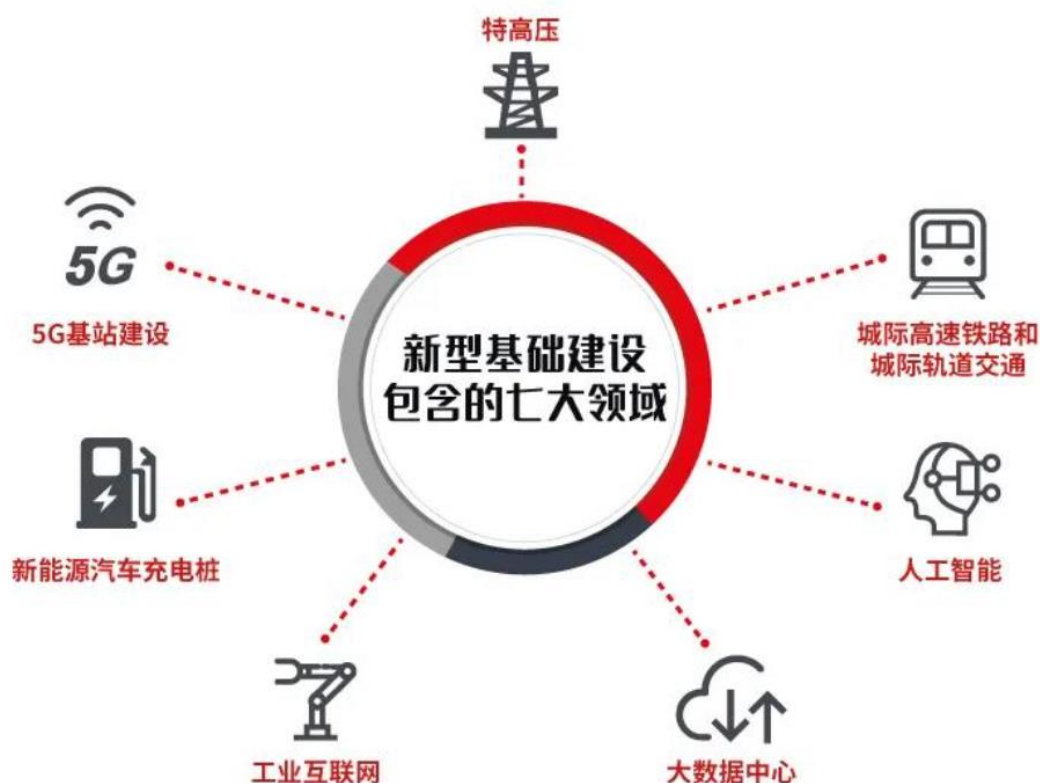 特高压
5G
5G基站建设
城际高速铁路和
城际轨道交通
新型基础建设
包含的七大领域
新能源汽车充电桩
人工智能
工业互联网
大数据中心